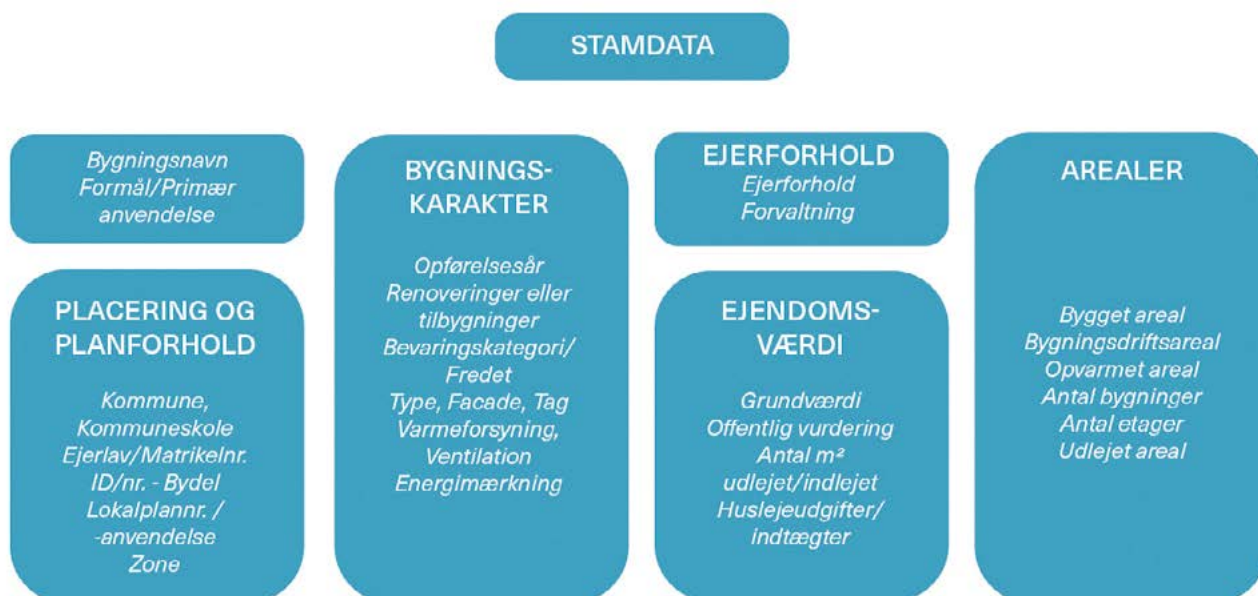 STAMDATA
Bygningsnavn
Formål/Primær
anvendelse
PLACERING OG
PLANFORHOLD
Kommune,
Kommuneskole
Ejerlav/Matrikelnr.
ID/nr. - Bydel
Lokalplannr. /
-anvendelse
Zone
BYGNINGS-
KARAKTER
Opførelsesår
Renoveringer eller
tilbygninger
Bevaringskategori/
Fredet
Type, Facade, Tag
Varmeforsyning,
Ventilation
Energimærkning
EJERFORHOLD
Ejerforhold
Forvaltning
EJENDOMS-
VÆRDI
Grundværdi
Offentlig vurdering
Antal m²
udlejet/indlejet
Huslejeudgifter/
indtægter
AREALER
Bygget areal
Bygningsdriftsareal
Opvarmet areal
Antal bygninger
Antal etager
Udlejet areal